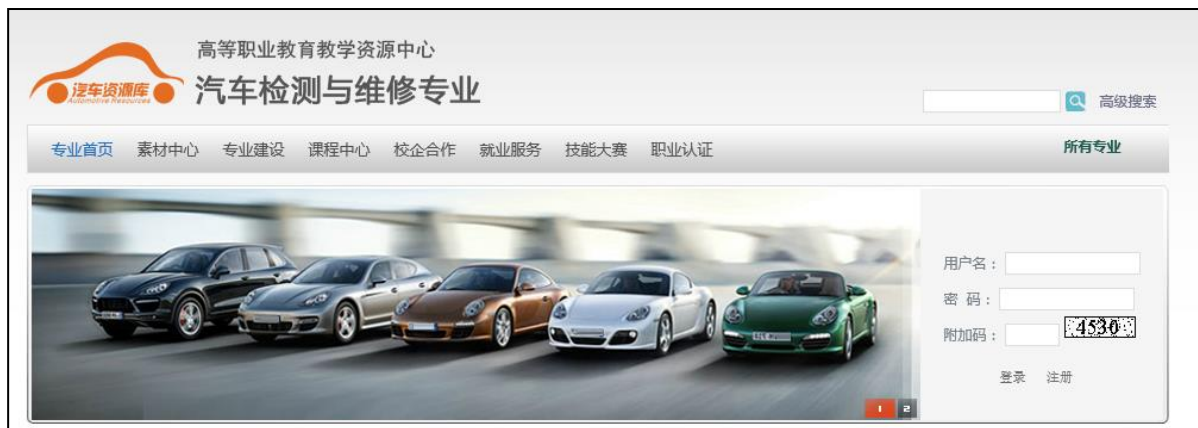 高等职业教育教学资源中心
汽车资源库
Automotive Resources
汽车检测与维修专业
高级搜索
专业首页 素材中心 专业建设 课程中心 校企合作 就业服务 技能大赛 职业认证 所有专业
用户名：
密 码：
附加码： 4530
登录 注册
1 2